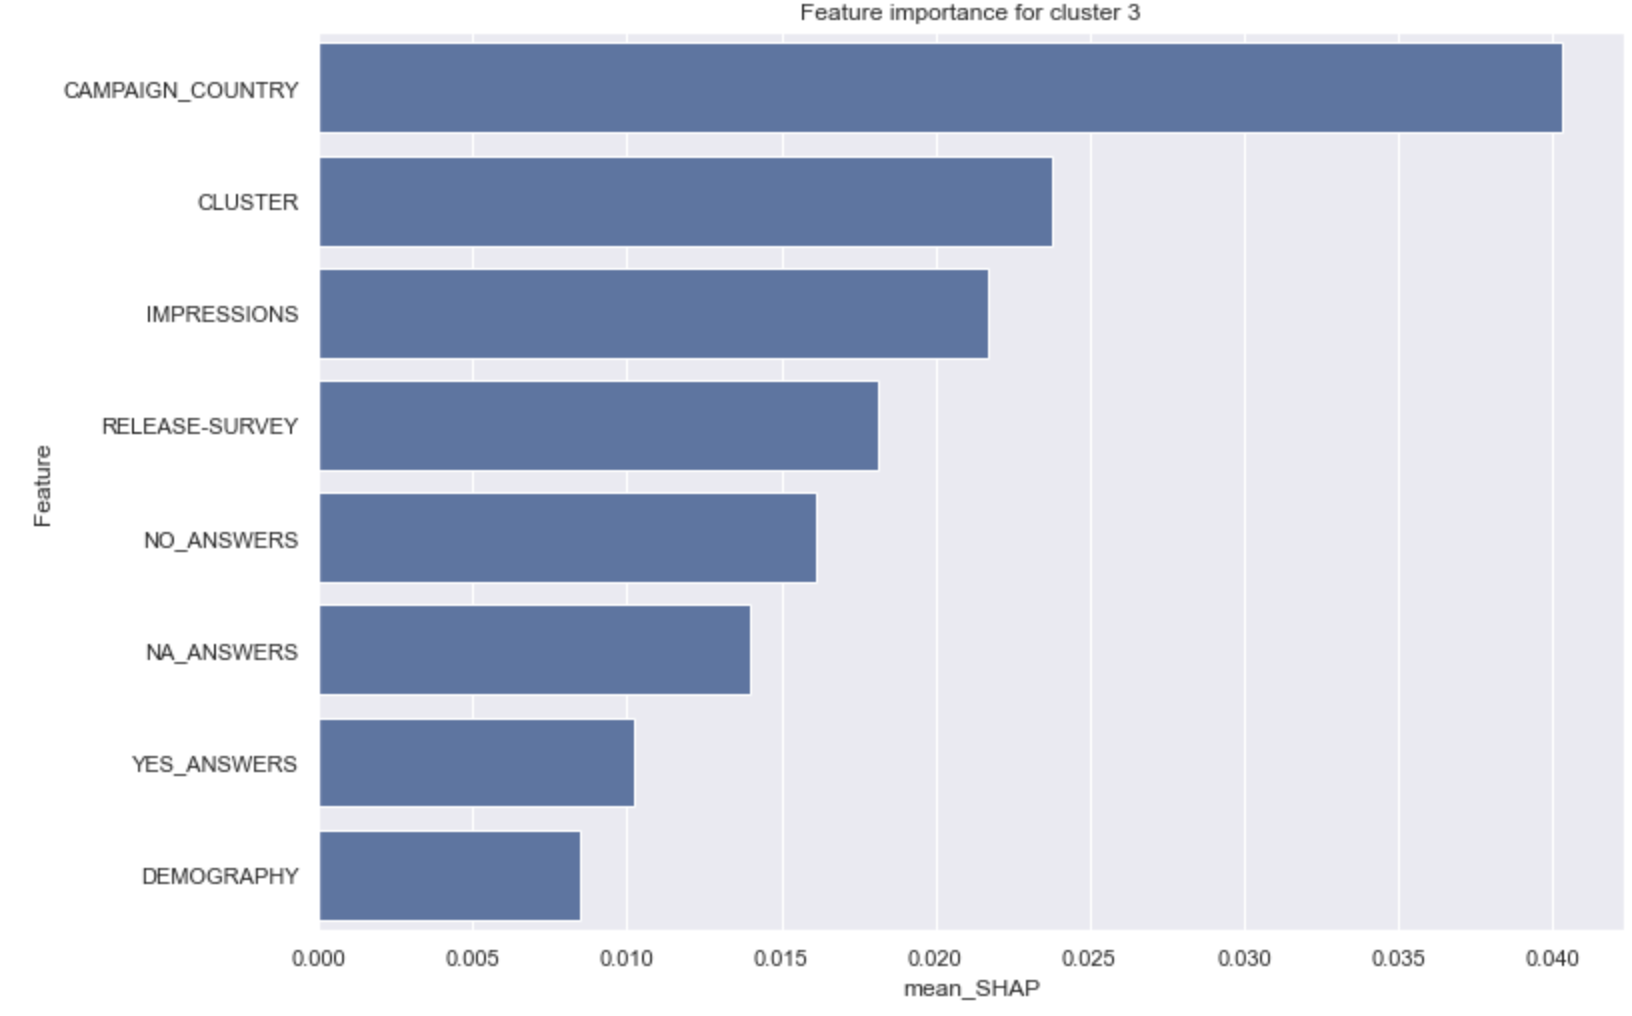 Feature importance for cluster 3
CAMPAIGN_COUNTRY
CLUSTER
IMPRESSIONS
RELEASE-SURVEY
NO_ANSWERS
NA_ANSWERS
YES_ANSWERS
DEMOGRAPHY
Feature
0.000 0.005 0.010 0.015 0.020 0.025 0.030 0.035 0.040
mean_SHAP